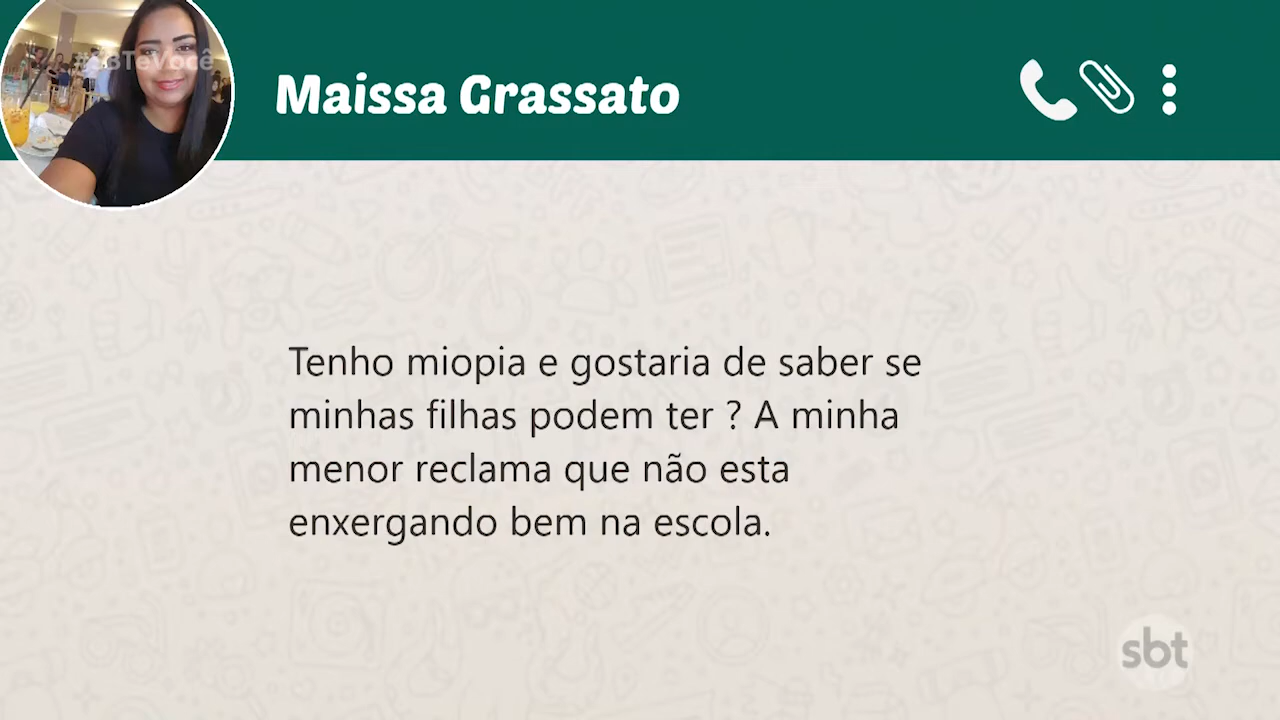 #SBTeVocê
Maissa Grassato
Tenho miopia e gostaria de saber se
minhas filhas podem ter ? A minha
menor reclama que não esta
enxergando bem na escola.
sbt